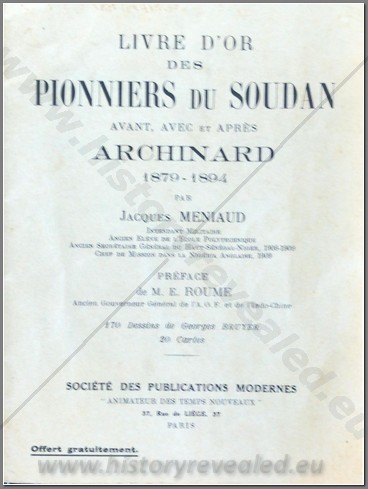 LIVRE D'OR
DES
PIONNIERS DU SOUDAN
AVANT, AVEC ET APRÈS
ARCHINARD
1879-1894
PAR
JACQUES MENIAUD
INTENDANT MILITAIRE
ANCIEN ÉLÈVE DE L'ÉCOLE POLYTECHNIQUE
ANCIEN SECRÉTAIRE GÉNÉRAL DU HAUT-SÉNÉGAL-NIGER, 1908-1909
CHEF DE MISSION DANS LA NIGERIA ANGLAISE, 1909
PRÉFACE
de M. E. ROUME
Ancien Gouverneur Général de l'A. O. F. et de l'Indo-Chine
170 Dessins de Georges BRUYER
20 Cartes
SOCIÉTÉ DES PUBLICATIONS MODERNES
"ANIMATEUR DES TEMPS NOUVEAUX"
37, Rue de LIÈGE, 37
PARIS
Offert gratuitement.
www.historyrevealed.eu
www.historyrevealed.eu